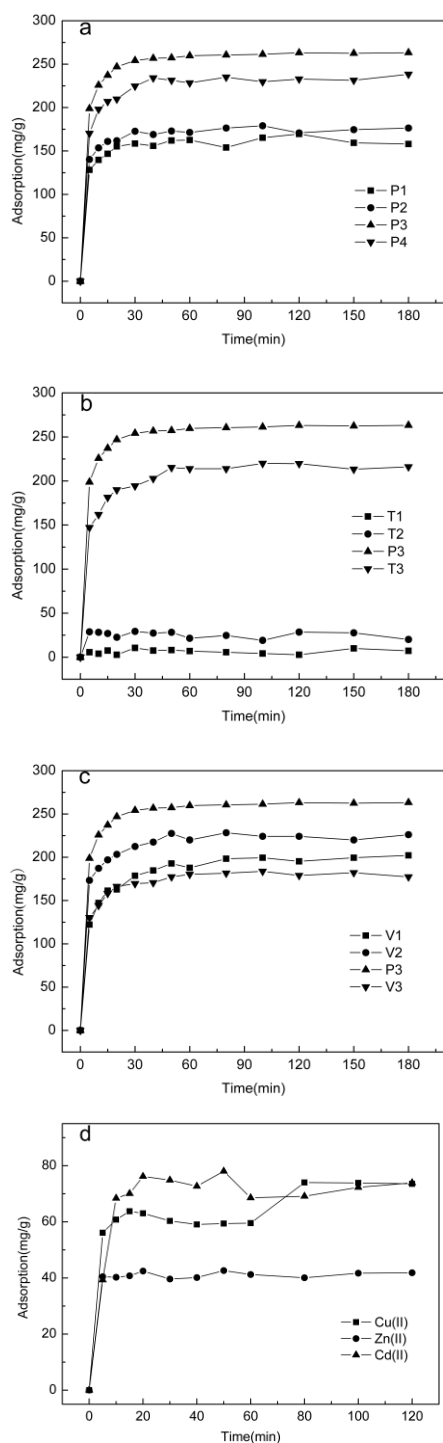 a
300
250
200
150
100
50
0
Adsorption(mg/g)
P1
P2
P3
P4
0 30 60 90 120 150 180
Time(min)
b
300
250
200
150
100
50
0
Adsorption(mg/g)
T1
T2
P3
T3
0 30 60 90 120 150 180
Time(min)
c
300
250
200
150
100
50
0
Adsorption(mg/g)
V1
V2
P3
V3
0 30 60 90 120 150 180
Time(min)
d
80
60
40
20
0
Adsorption(mg/g)
Cu(II)
Zn(II)
Cd(II)
0 20 40 60 80 100 120
Time(min)